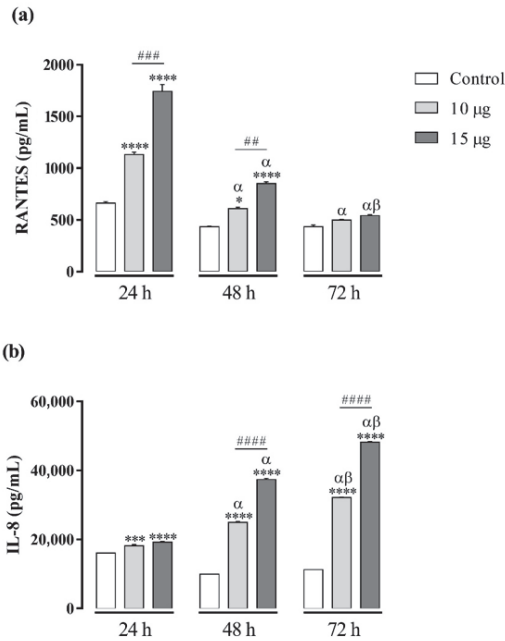 (a)
RANTES (pg/mL)
2000
1500
1000
500
0
###
****
****
##
α
****
α
*
α
αβ
24 h
48 h
72 h
Control
10 µg
15 µg
(b)
IL-8 (pg/mL)
60,000
40,000
20,000
0
*** ****
####
α
****
α
****
####
αβ
****
αβ
****
24 h
48 h
72 h